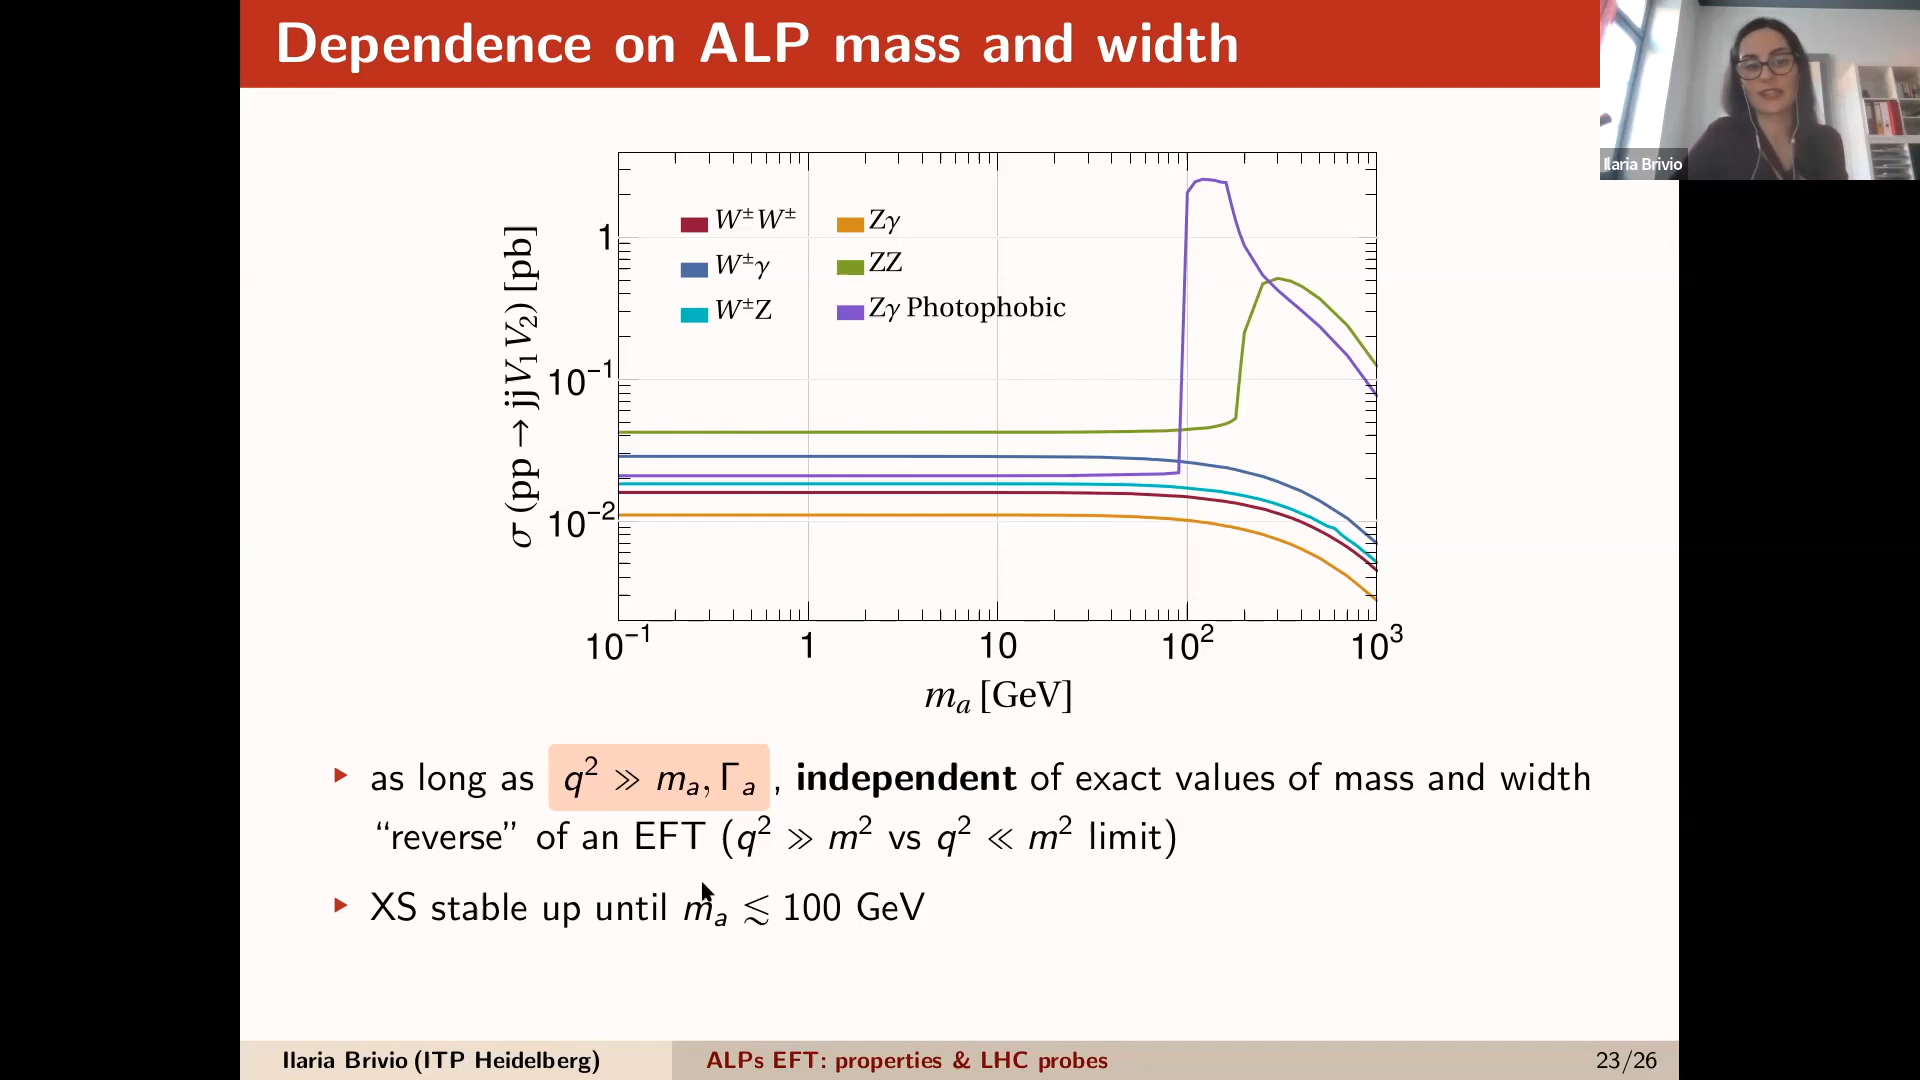 Dependence on ALP mass and width
Ilaria Brivio
σ (pp → jjV₁V₂) [pb]
1
10⁻¹
10⁻²
W±W±
W±γ
W±Z
Zγ
ZZ
Zγ Photophobic
10⁻¹ 1 10 10² 10³
mₐ [GeV]
▸ as long as q² ≫ mₐ, Γₐ , independent of exact values of mass and width
“reverse” of an EFT (q² ≫ m² vs q² ≪ m² limit)
▸ XS stable up until mₐ ≲ 100 GeV
Ilaria Brivio (ITP Heidelberg) ALPs EFT: properties & LHC probes 23/26